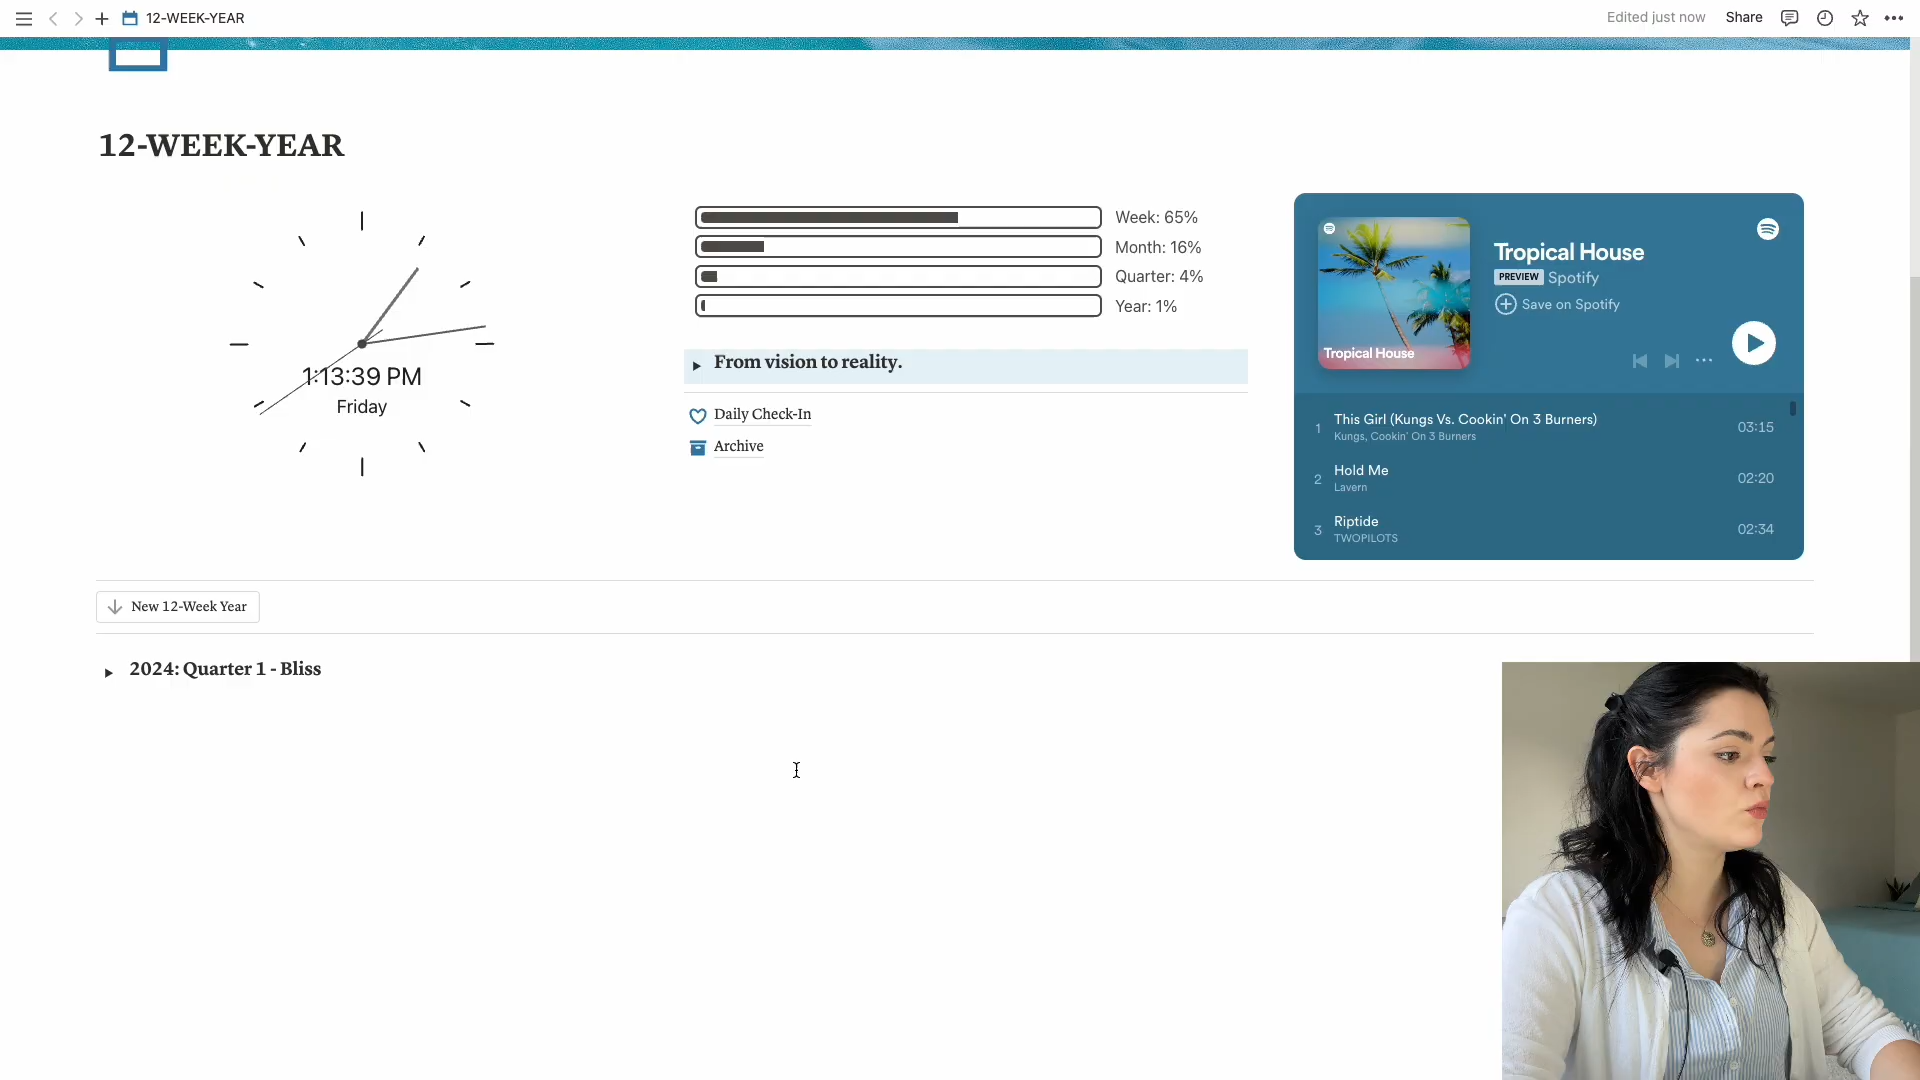 12-WEEK-YEAR
Edited just now
Share
12-WEEK-YEAR
1:13:39 PM
Friday
Week: 65%
Month: 16%
Quarter: 4%
Year: 1%
From vision to reality.
Daily Check-In
Archive
Tropical House
Tropical House
PREVIEW Spotify
Save on Spotify
1 This Girl (Kungs Vs. Cookin' On 3 Burners) 03:15
Kungs, Cookin' On 3 Burners
2 Hold Me 02:20
Lavern
3 Riptide 02:34
TWOPILOTS
New 12-Week Year
2024: Quarter 1 - Bliss